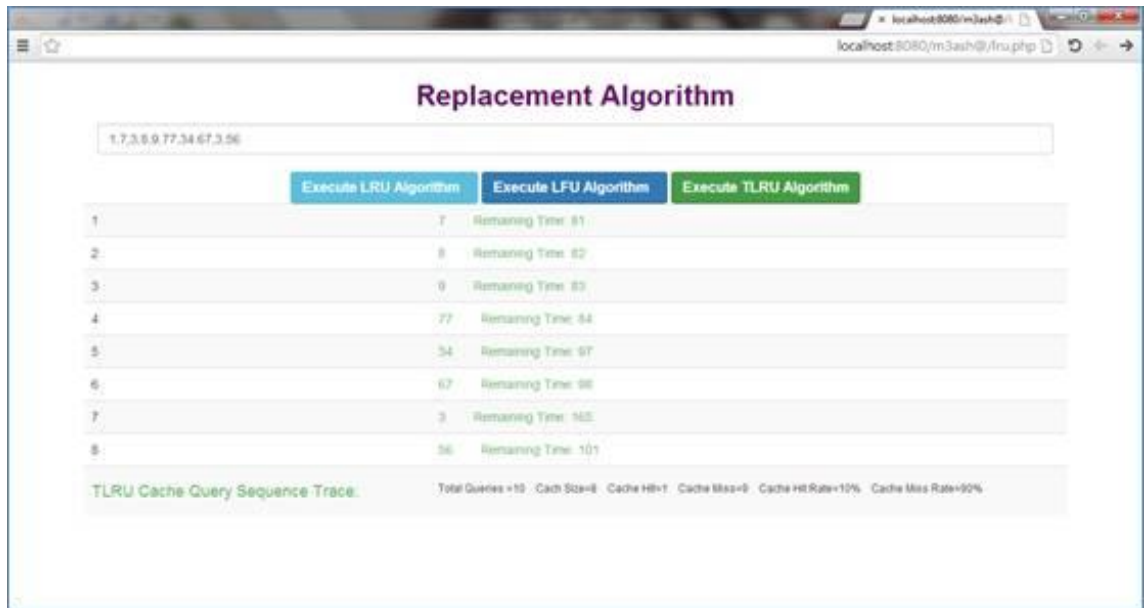 localhost:8080/m3ash@/
localhost:8080/m3ash@/lru.php
Replacement Algorithm
1,7,3,8,9,77,34,67,3,56
Execute LRU Algorithm Execute LFU Algorithm Execute TLRU Algorithm
1 7 Remaining Time: 81
2 8 Remaining Time: 82
3 9 Remaining Time: 83
4 77 Remaining Time: 84
5 34 Remaining Time: 97
6 67 Remaining Time: 98
7 3 Remaining Time: 165
8 56 Remaining Time: 101
TLRU Cache Query Sequence Trace: Total Queries =10 Cach Size=8 Cache Hit=1 Cache Miss=9 Cache Hit Rate=10% Cache Miss Rate=90%